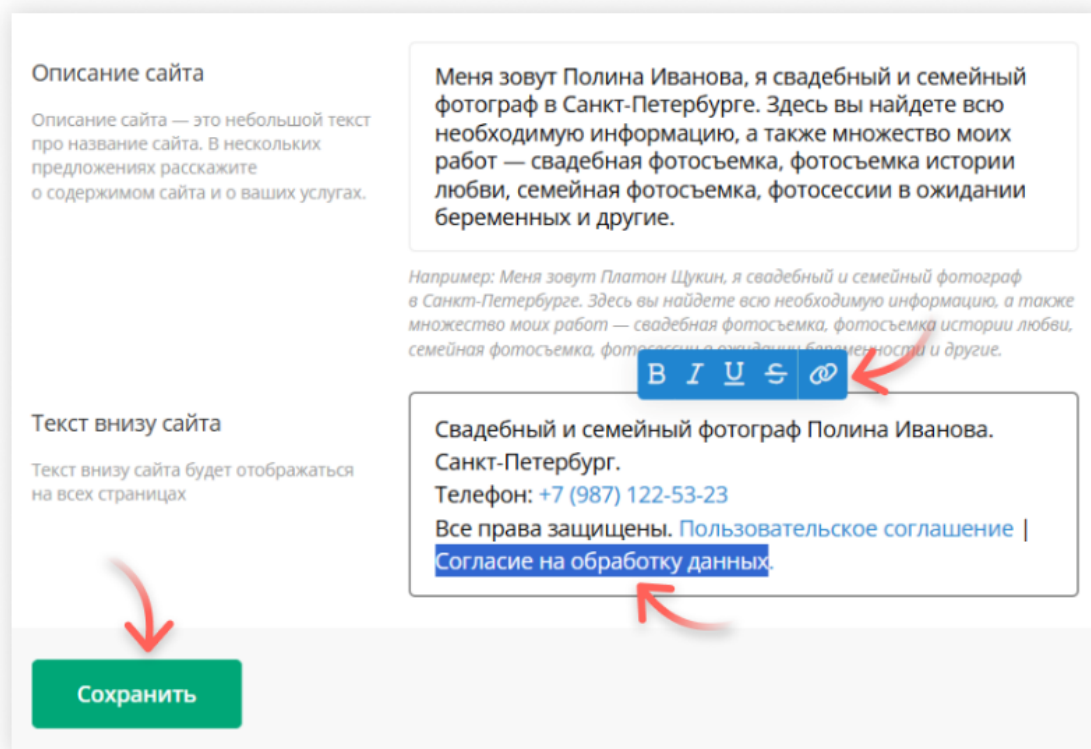 Описание сайта
Описание сайта — это небольшой текст
про название сайта. В нескольких
предложениях расскажите
о содержимом сайта и о ваших услугах.
Меня зовут Полина Иванова, я свадебный и семейный
фотограф в Санкт-Петербурге. Здесь вы найдете всю
необходимую информацию, а также множество моих
работ — свадебная фотосъемка, фотосъемка истории
любви, семейная фотосъемка, фотосессии в ожидании
беременных и другие.
Например: Меня зовут Платон Щукин, я свадебный и семейный фотограф
в Санкт-Петербурге. Здесь вы найдете всю необходимую информацию, а также
множество моих работ — свадебная фотосъемка, фотосъемка истории любви,
семейная фотосъемка, фотосессии в ожидании беременности и другие.
B I U S
Текст внизу сайта
Текст внизу сайта будет отображаться
на всех страницах
Свадебный и семейный фотограф Полина Иванова.
Санкт-Петербург.
Телефон: +7 (987) 122-53-23
Все права защищены. Пользовательское соглашение |
Согласие на обработку данных.
Сохранить